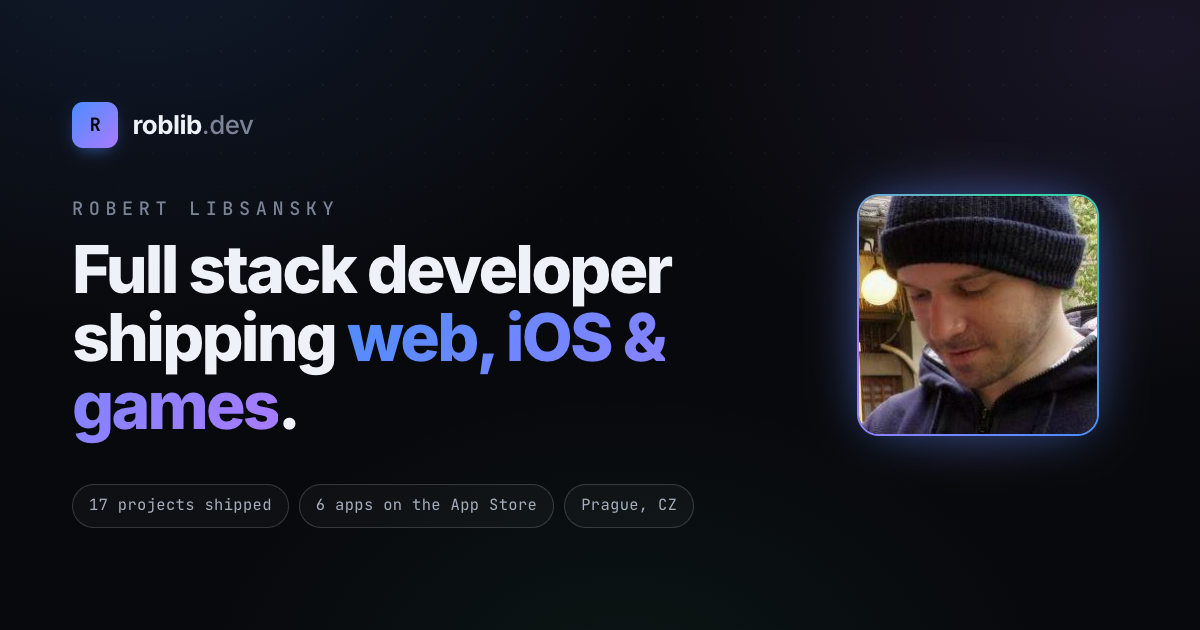 R
roblib.dev
ROBERT LIBSANSKY
Full stack developer
shipping web, iOS &
games.
17 projects shipped
6 apps on the App Store
Prague, CZ